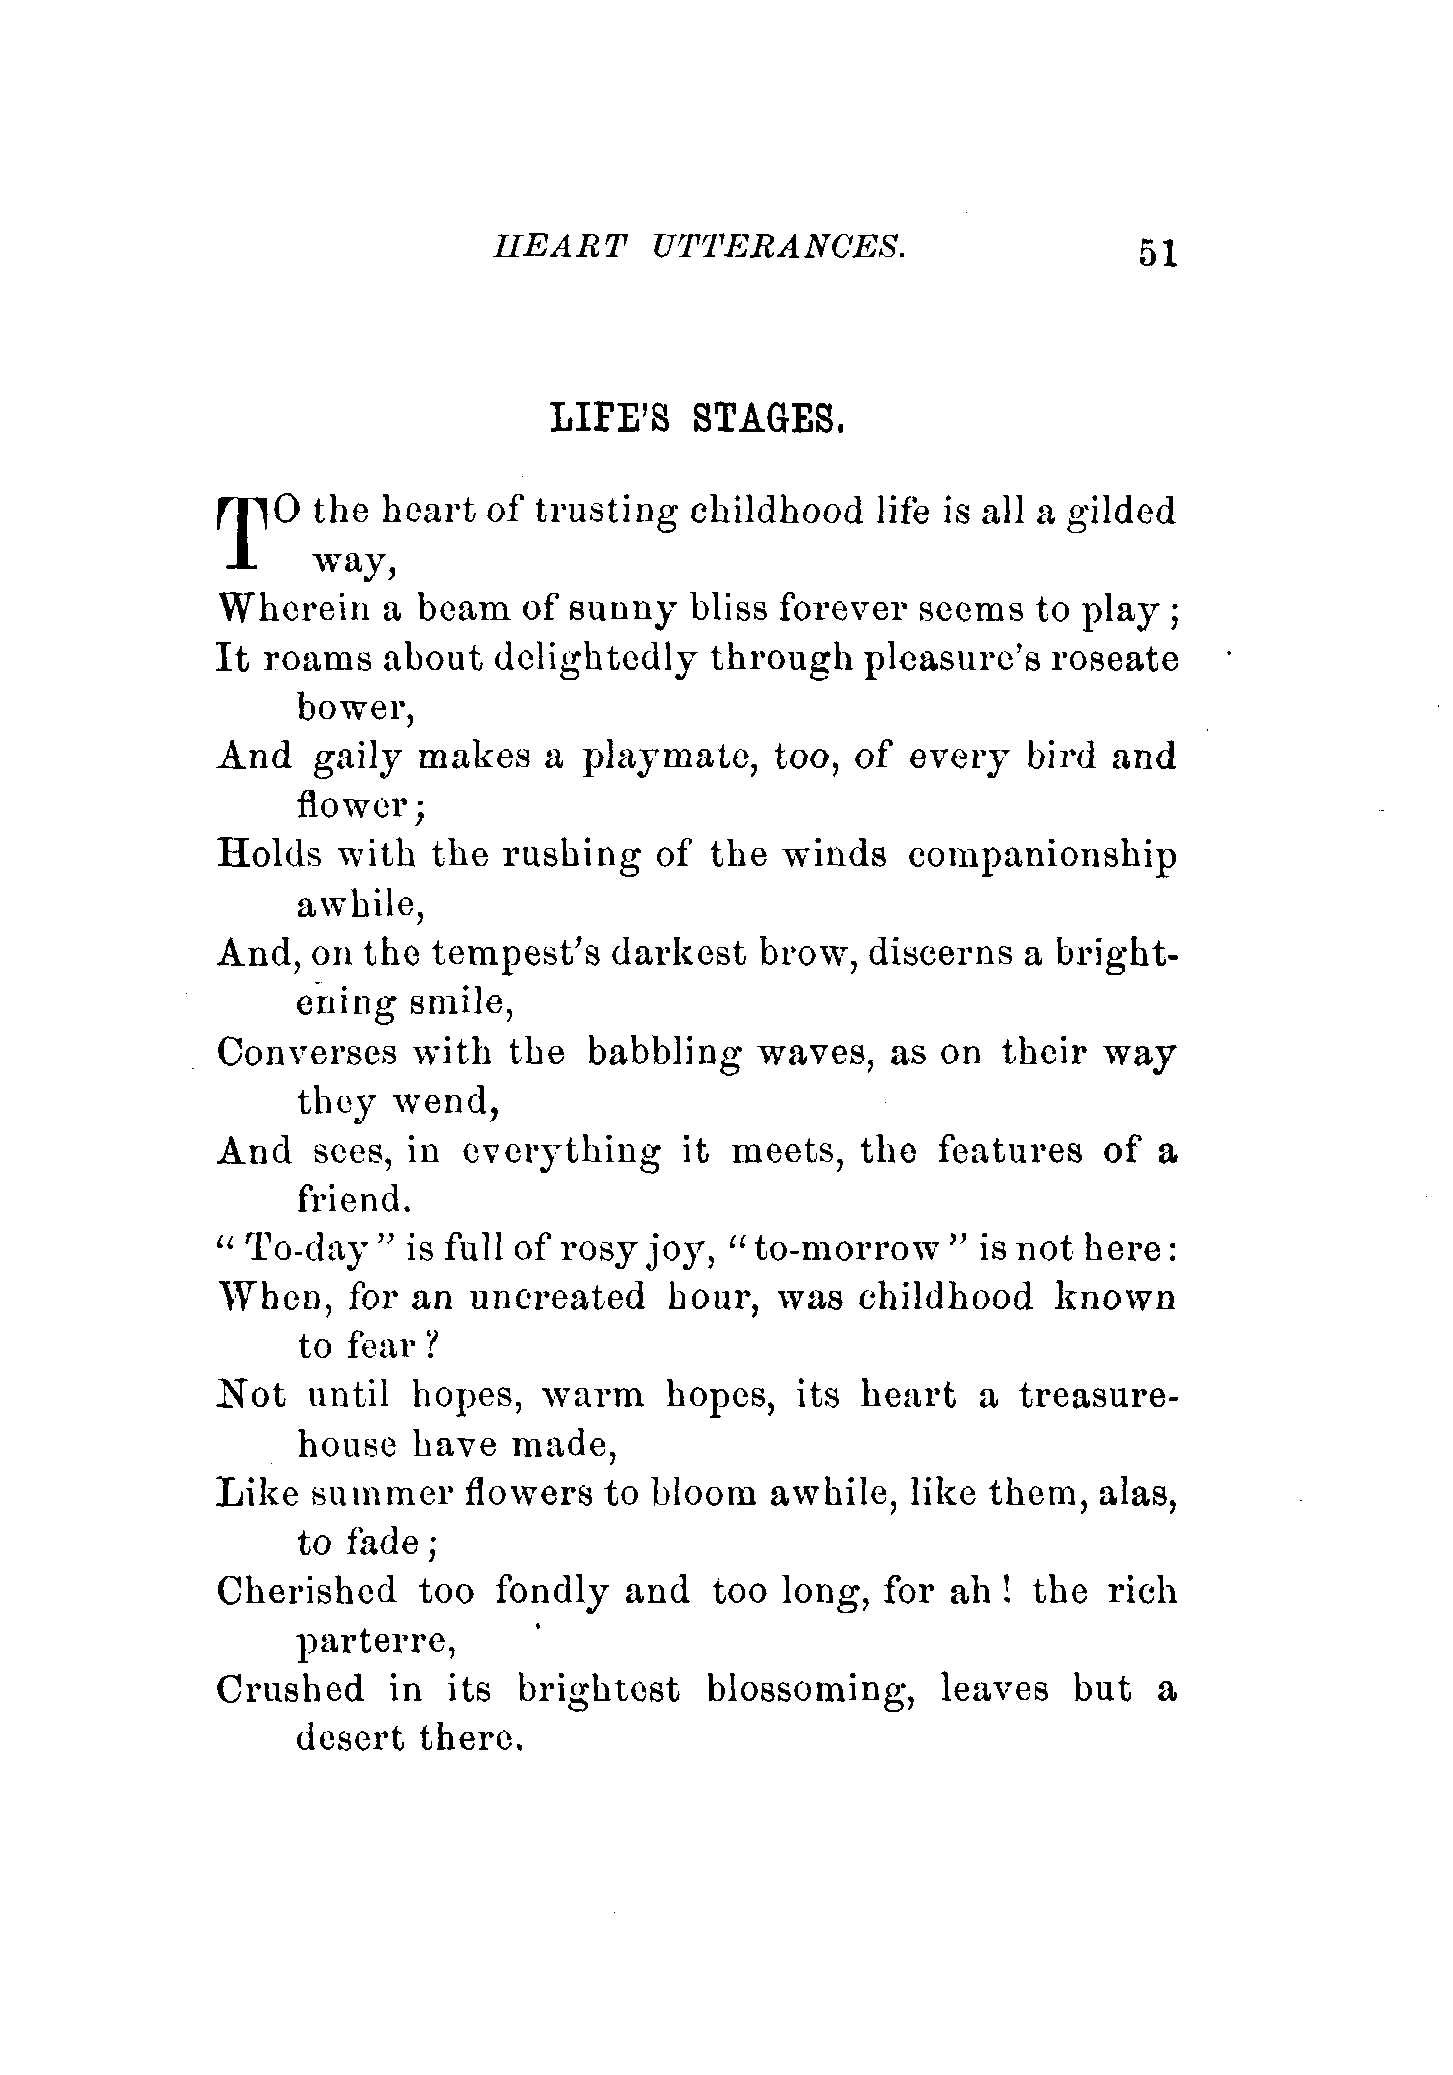 HEART UTTERANCES. 51
LIFE'S STAGES.
TO the heart of trusting childhood life is all a gilded
way,
Wherein a beam of sunny bliss forever seems to play;
It roams about delightedly through pleasure's roseate
bower,
And gaily makes a playmate, too, of every bird and
flower;
Holds with the rushing of the winds companionship
awhile,
And, on the tempest's darkest brow, discerns a bright-
ening smile,
Converses with the babbling waves, as on their way
they wend,
And sees, in everything it meets, the features of a
friend.
"To-day" is full of rosy joy, "to-morrow" is not here:
When, for an uncreated hour, was childhood known
to fear?
Not until hopes, warm hopes, its heart a treasure-
house have made,
Like summer flowers to bloom awhile, like them, alas,
to fade;
Cherished too fondly and too long, for ah! the rich
parterre,
Crushed in its brightest blossoming, leaves but a
desert there.